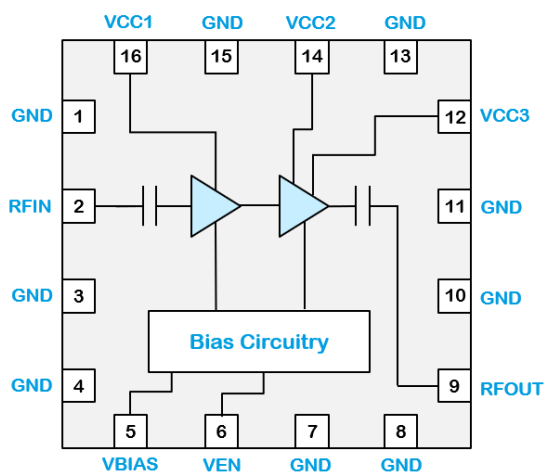 VCC1 GND VCC2 GND
16 15 14 13
GND 1 12 VCC3
RFIN 2 11 GND
GND 3 10 GND
Bias Circuitry
GND 4 9 RFOUT
5 6 7 8
VBIAS VEN GND GND